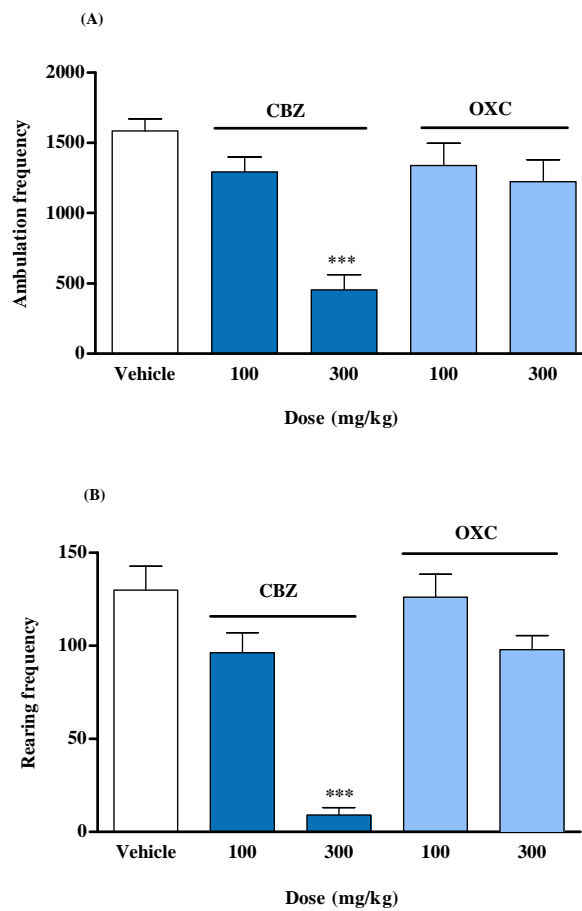 (A)
2000
1500
1000
500
0
Ambulation frequency
CBZ
OXC
***
Vehicle 100 300 100 300
Dose (mg/kg)
(B)
150
100
50
0
Rearing frequency
CBZ
OXC
***
Vehicle 100 300 100 300
Dose (mg/kg)